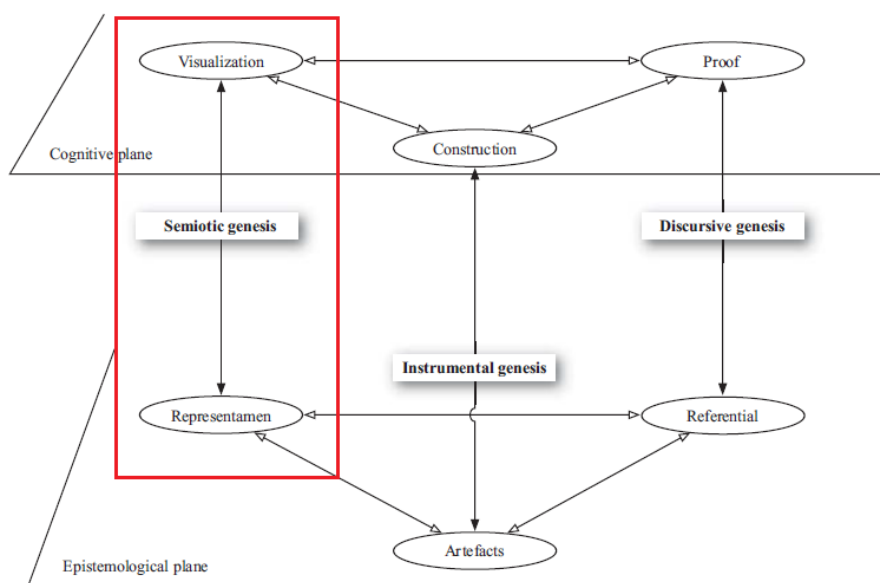 Visualization
Proof
Construction
Cognitive plane
Semiotic genesis
Discursive genesis
Instrumental genesis
Representamen
Referential
Artefacts
Epistemological plane